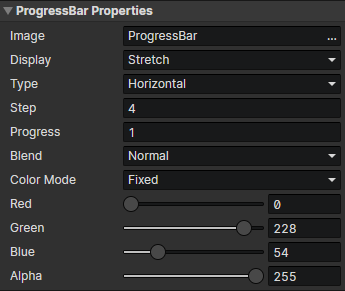 ProgressBar Properties
Image ProgressBar ...
Display Stretch
Type Horizontal
Step 4
Progress 1
Blend Normal
Color Mode Fixed
Red 0
Green 228
Blue 54
Alpha 255